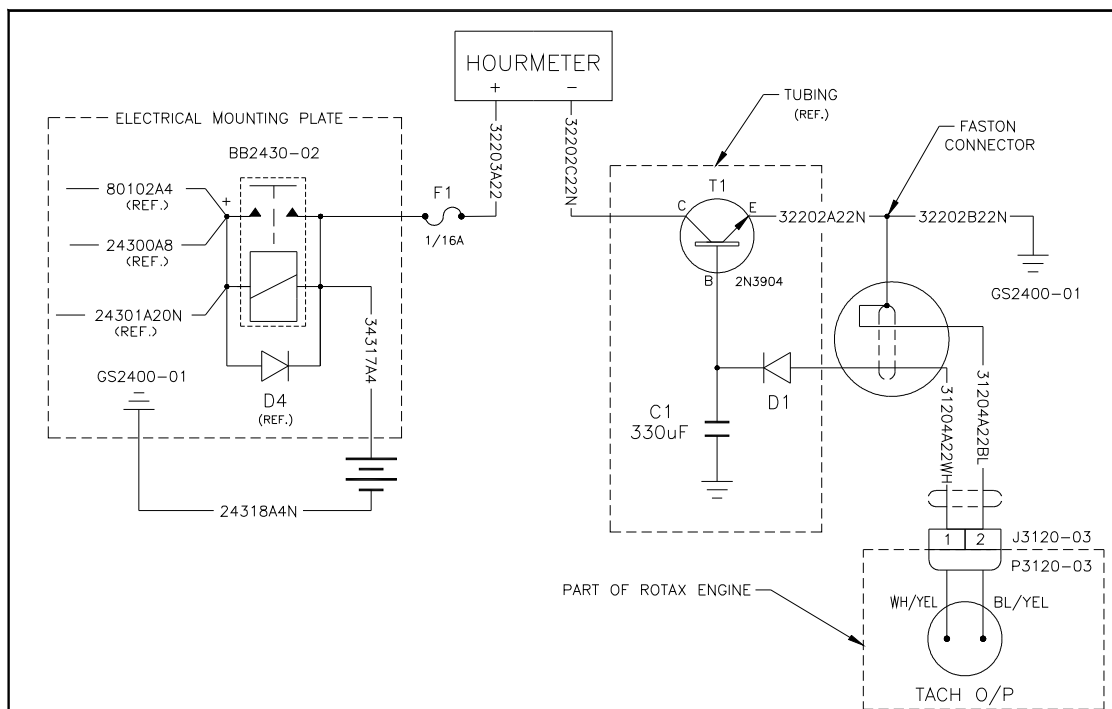 HOURMETER
+ −
TUBING
(REF.)
ELECTRICAL MOUNTING PLATE
BB2430-02
FASTON
CONNECTOR
80102A4
(REF.)
+
24300A8
(REF.)
24301A20N
(REF.)
F1
1/16A
32203A22
32202C22N
T1
C
E
B
2N3904
32202A22N
32202B22N
GS2400-01
GS2400-01
D4
(REF.)
34317A4
24318A4N
C1
330uF
D1
31204A22WH
31204A22BL
1 2
J3120-03
P3120-03
PART OF ROTAX ENGINE
WH/YEL
BL/YEL
TACH O/P